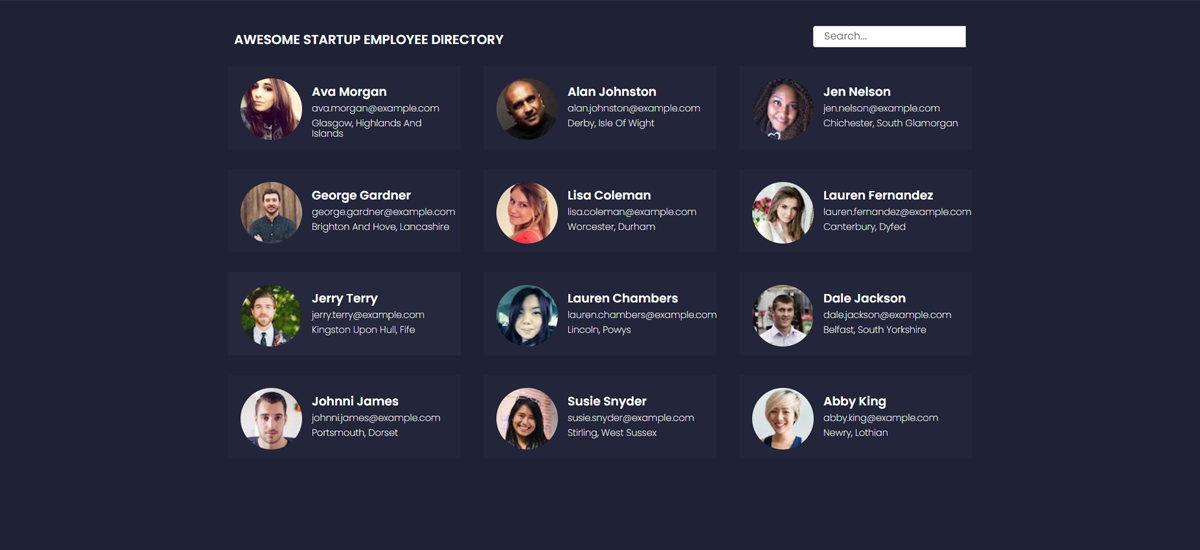 AWESOME STARTUP EMPLOYEE DIRECTORY
Search...
Ava Morgan
ava.morgan@example.com
Glasgow, Highlands And
Islands
Alan Johnston
alan.johnston@example.com
Derby, Isle Of Wight
Jen Nelson
jen.nelson@example.com
Chichester, South Glamorgan
George Gardner
george.gardner@example.com
Brighton And Hove, Lancashire
Lisa Coleman
lisa.coleman@example.com
Worcester, Durham
Lauren Fernandez
lauren.fernandez@example.com
Canterbury, Dyfed
Jerry Terry
jerry.terry@example.com
Kingston Upon Hull, Fife
Lauren Chambers
lauren.chambers@example.com
Lincoln, Powys
Dale Jackson
dale.jackson@example.com
Belfast, South Yorkshire
Johnni James
johnni.james@example.com
Portsmouth, Dorset
Susie Snyder
susie.snyder@example.com
Stirling, West Sussex
Abby King
abby.king@example.com
Newry, Lothian